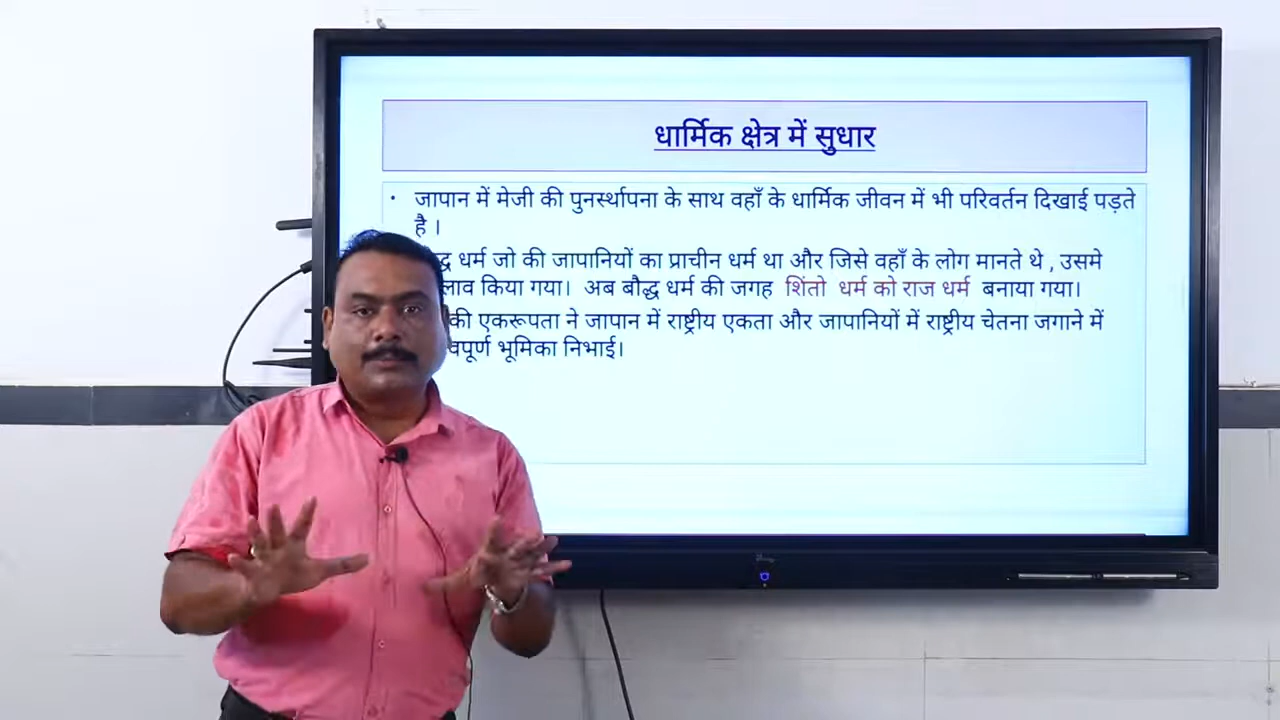 धार्मिक क्षेत्र में सुधार
• जापान में मेजी की पुनर्स्थापना के साथ वहाँ के धार्मिक जीवन में भी परिवर्तन दिखाई पड़ते
है ।
धर्म जो की जापानियों का प्राचीन धर्म था और जिसे वहाँ के लोग मानते थे , उसमे
किया गया। अब बौद्ध धर्म की जगह शिंतो धर्म को राज धर्म बनाया गया।
की एकरूपता ने जापान में राष्ट्रीय एकता और जापानियों में राष्ट्रीय चेतना जगाने में
भूमिका निभाई।